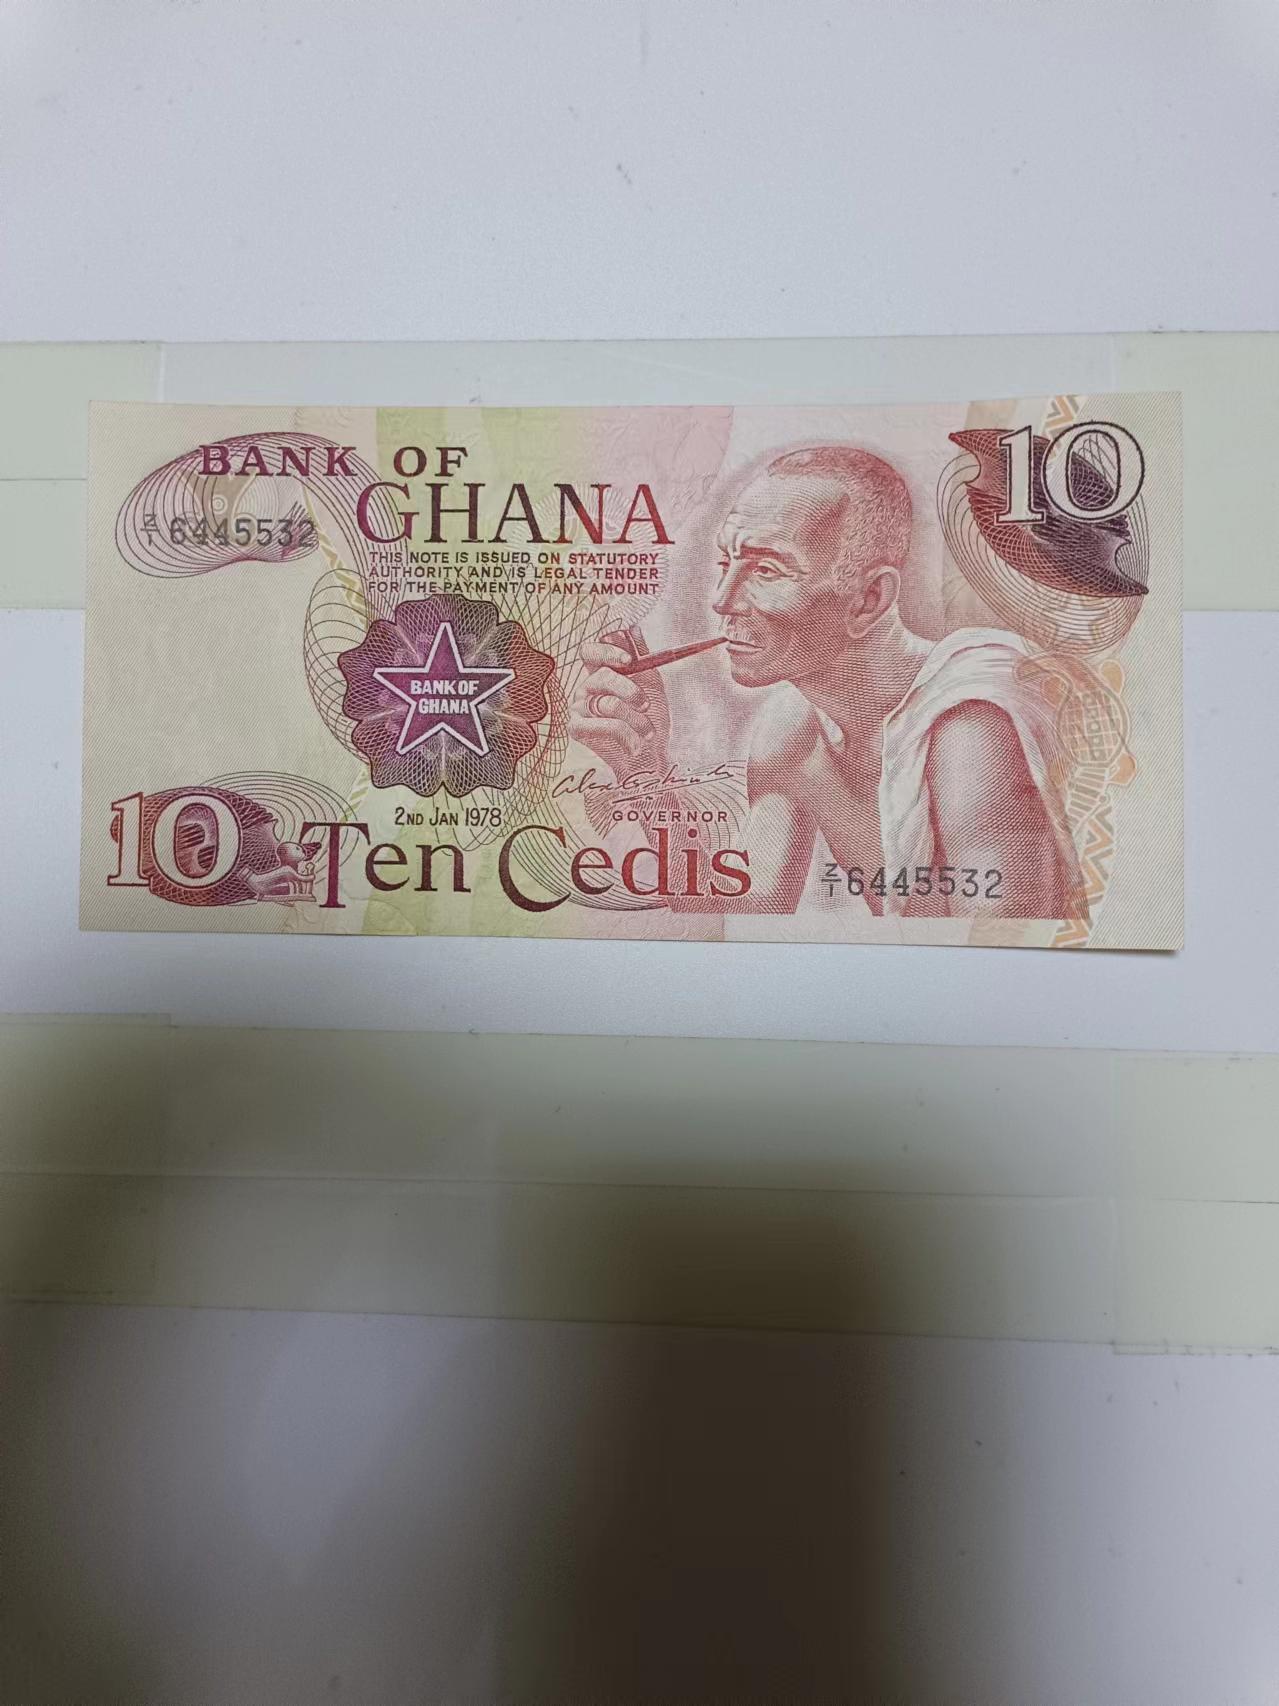 BANK OF
GHANA
10
Z/1 6445532
THIS NOTE IS ISSUED ON STATUTORY
AUTHORITY AND IS LEGAL TENDER
FOR THE PAYMENT OF ANY AMOUNT
BANK OF
GHANA
2ND JAN 1978
GOVERNOR
10
Ten Cedis
Z/1 6445532